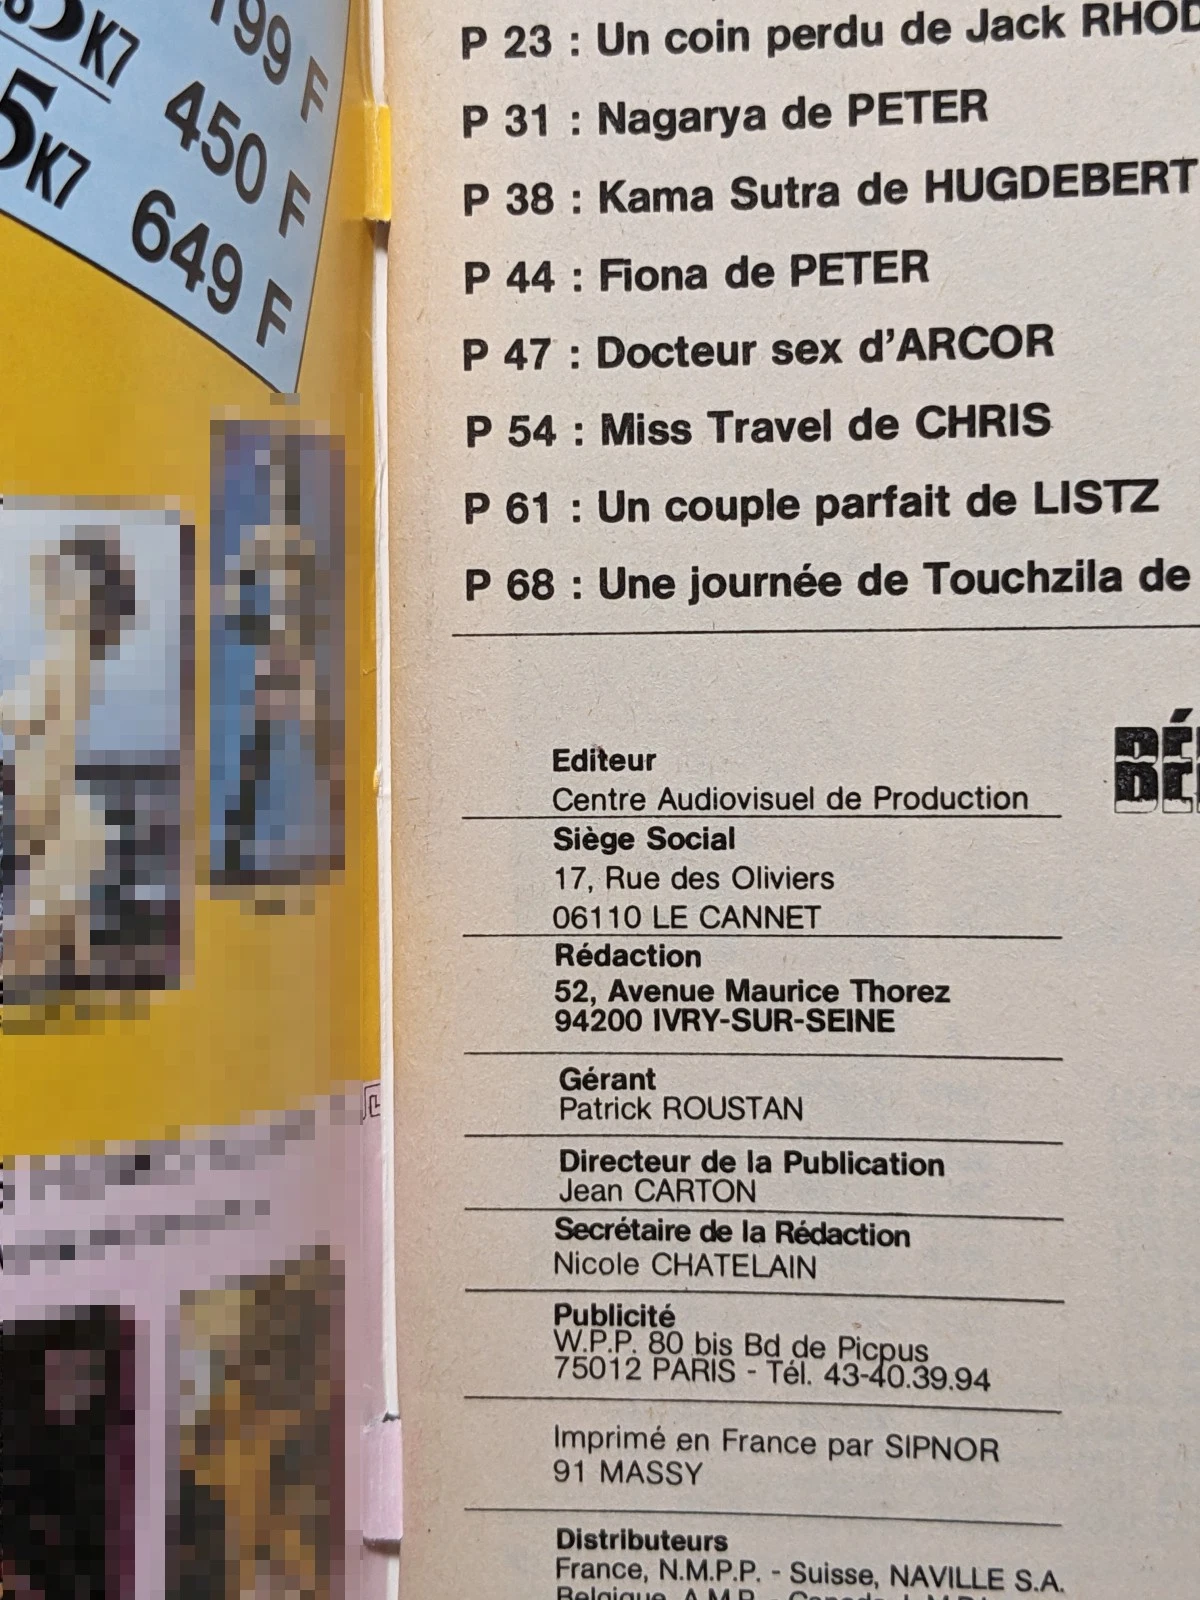 199 F
K7 450 F
5 K7 649 F
P 23 : Un coin perdu de Jack RHOD
P 31 : Nagarya de PETER
P 38 : Kama Sutra de HUGDEBERT
P 44 : Fiona de PETER
P 47 : Docteur sex d'ARCOR
P 54 : Miss Travel de CHRIS
P 61 : Un couple parfait de LISTZ
P 68 : Une journée de Touchzila de
Editeur
Centre Audiovisuel de Production
Siège Social
17, Rue des Oliviers
06110 LE CANNET
Rédaction
52, Avenue Maurice Thorez
94200 IVRY-SUR-SEINE
Gérant
Patrick ROUSTAN
Directeur de la Publication
Jean CARTON
Secrétaire de la Rédaction
Nicole CHATELAIN
Publicité
W.P.P. 80 bis Bd de Picpus
75012 PARIS - Tél. 43-40.39.94
Imprimé en France par SIPNOR
91 MASSY
Distributeurs
France, N.M.P.P. - Suisse, NAVILLE S.A.
Belgique, A.M.P. - Canada,